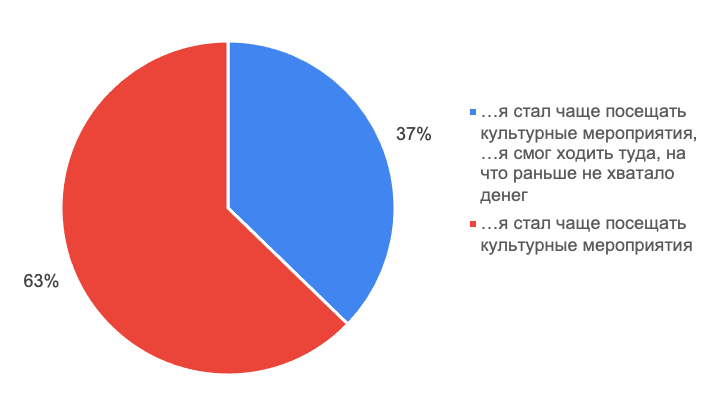 37%
63%
…я стал чаще посещать
культурные мероприятия,
…я смог ходить туда, на
что раньше не хватало
денег
…я стал чаще посещать
культурные мероприятия